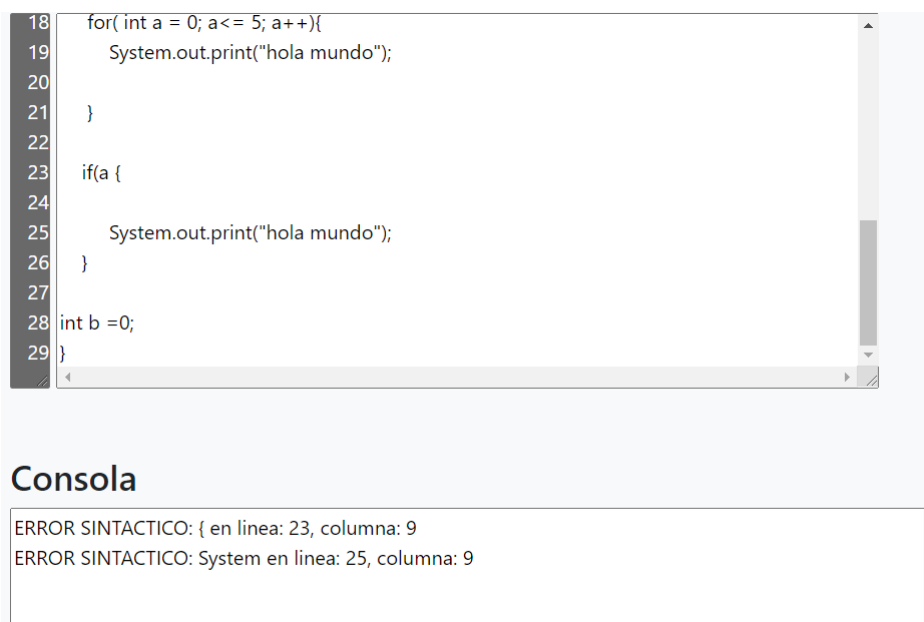 18 for( int a = 0; a<= 5; a++){
19 System.out.print("hola mundo");
20
21 }
22
23 if(a {
24
25 System.out.print("hola mundo");
26 }
27
28 int b =0;
29 }
Consola
ERROR SINTACTICO: { en linea: 23, columna: 9
ERROR SINTACTICO: System en linea: 25, columna: 9